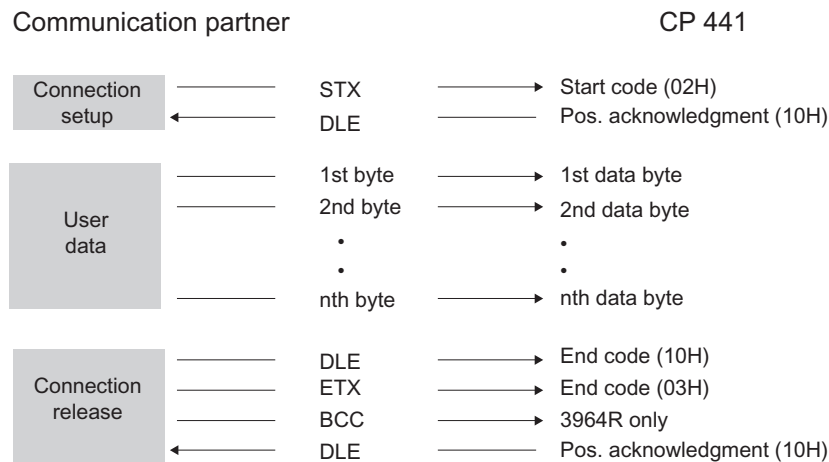 Communication partner CP 441
Connection setup
STX Start code (02H)
DLE Pos. acknowledgment (10H)
User data
1st byte 1st data byte
2nd byte 2nd data byte
• •
• •
nth byte nth data byte
Connection release
DLE End code (10H)
ETX End code (03H)
BCC 3964R only
DLE Pos. acknowledgment (10H)